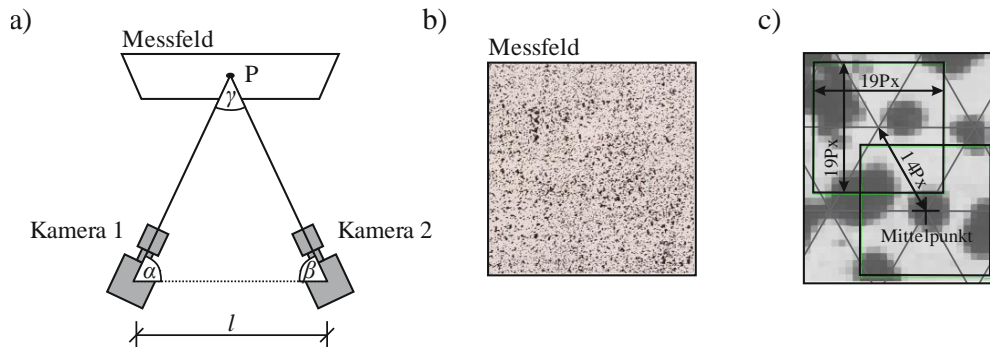 a)
Messfeld
P
γ
Kamera 1
Kamera 2
α
β
l
b)
Messfeld
c)
19Px
19Px
14Px
Mittelpunkt